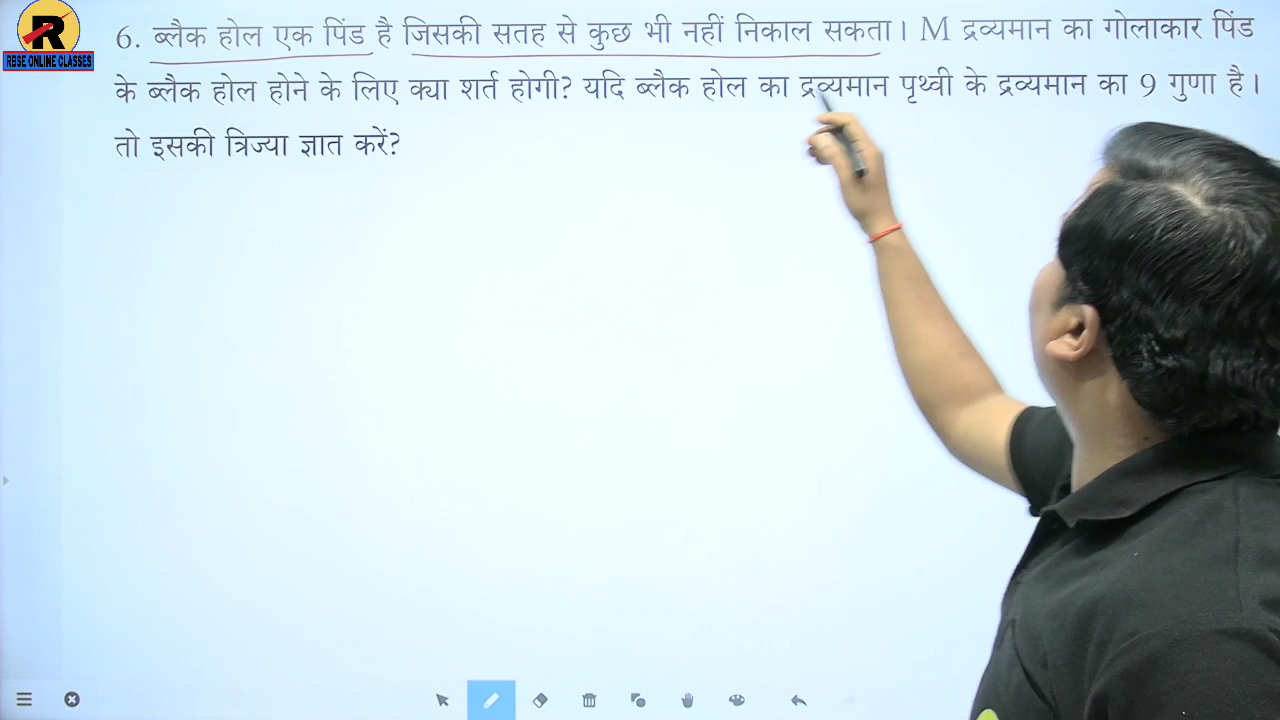 R
RBSE ONLINE CLASSES
6. ब्लैक होल एक पिंड है जिसकी सतह से कुछ भी नहीं निकाल सकता। M द्रव्यमान का गोलाकार पिंड
के ब्लैक होल होने के लिए क्या शर्त होगी? यदि ब्लैक होल का द्रव्यमान पृथ्वी के द्रव्यमान का 9 गुणा है।
तो इसकी त्रिज्या ज्ञात करें?